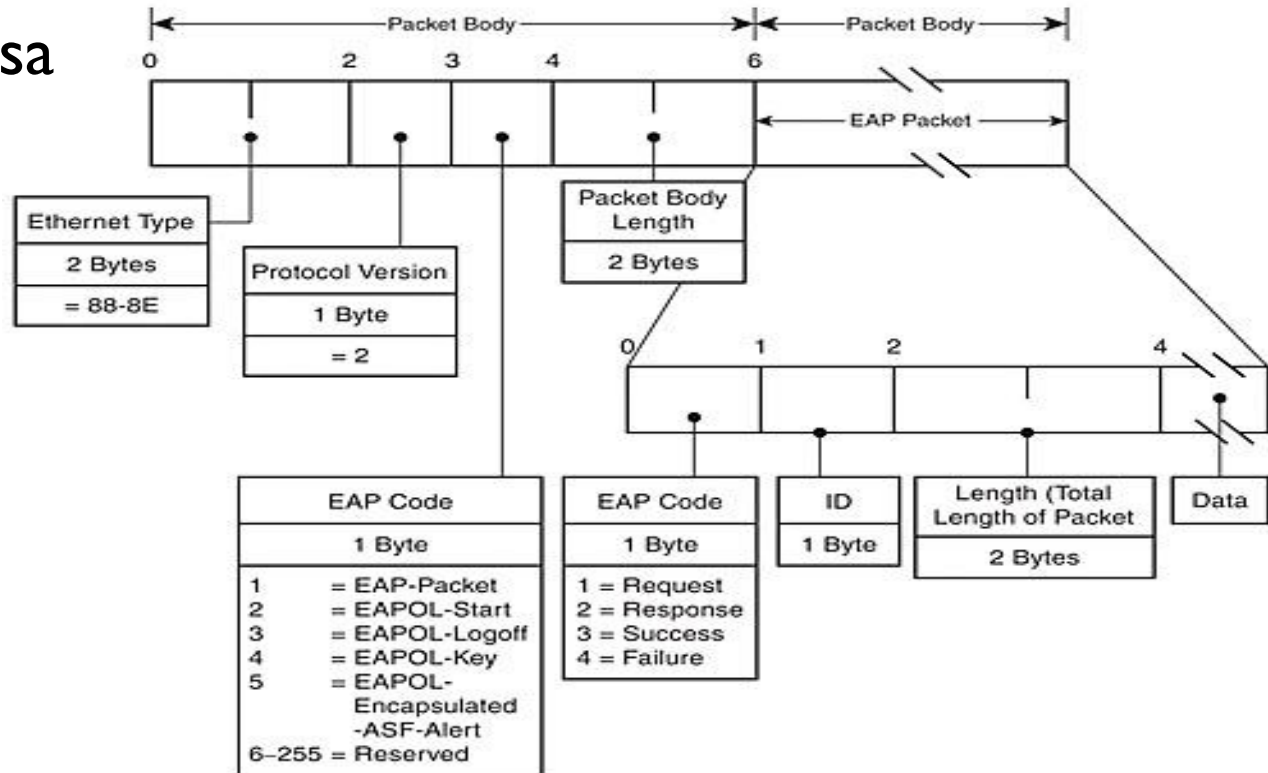 sa
Packet Body
Packet Body
0 2 3 4 6
EAP Packet
Ethernet Type
2 Bytes
= 88-8E
Protocol Version
1 Byte
= 2
Packet Body
Length
2 Bytes
0 1 2 4
EAP Code
1 Byte
1 = EAP-Packet
2 = EAPOL-Start
3 = EAPOL-Logoff
4 = EAPOL-Key
5 = EAPOL-
Encapsulated
-ASF-Alert
6–255 = Reserved
EAP Code
1 Byte
1 = Request
2 = Response
3 = Success
4 = Failure
ID
1 Byte
Length (Total
Length of Packet
2 Bytes
Data